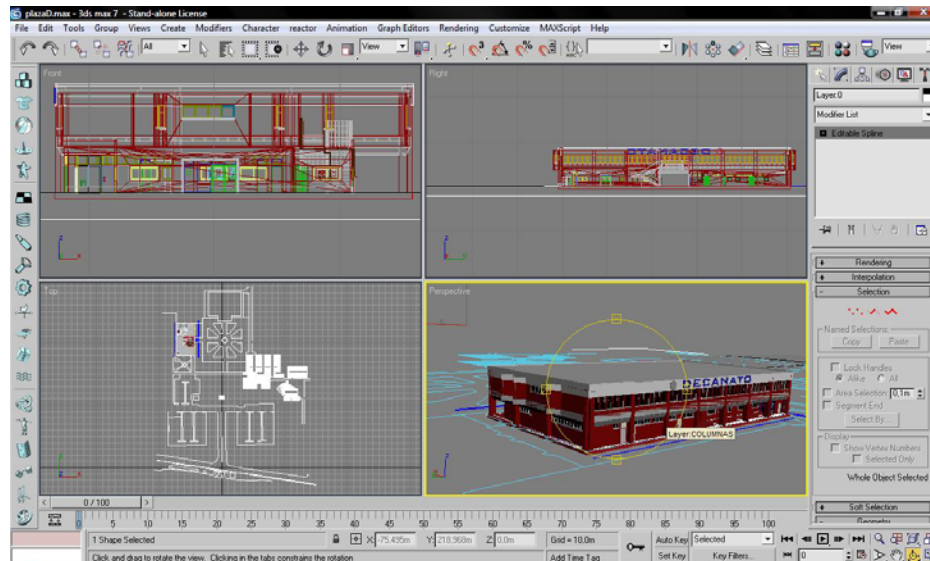 plazaD.max - 3ds max 7 - Stand-alone License
File Edit Tools Group Views Create Modifiers Character reactor Animation Graph Editors Rendering Customize MAXScript Help
All
View
View
Front
Right
Layer:0
Modifier List
Editable Spline
DECANATO
Rendering
Interpolation
Selection
Top
Perspective
Named Selections:
Copy Paste
DECANATO
Lock Handles
Alike All
Area Selection: 0,1m
Segment End
Select By...
Layer:COLUMNAS
Display
Show Vertex Numbers
Selected Only
Whole Object Selected
0 / 100
Soft Selection
Geometry
0 5 10 15 20 25 30 35 40 45 50 55 60 65 70 75 80 85 90 95 100
1 Shape Selected X: -75,495m Y: 218,968m Z: 0,0m Grid = 10,0m Auto Key Selected
Click and drag to rotate the view. Clicking in the tabs constrains the rotation Add Time Tag Set Key Key Filters... 0